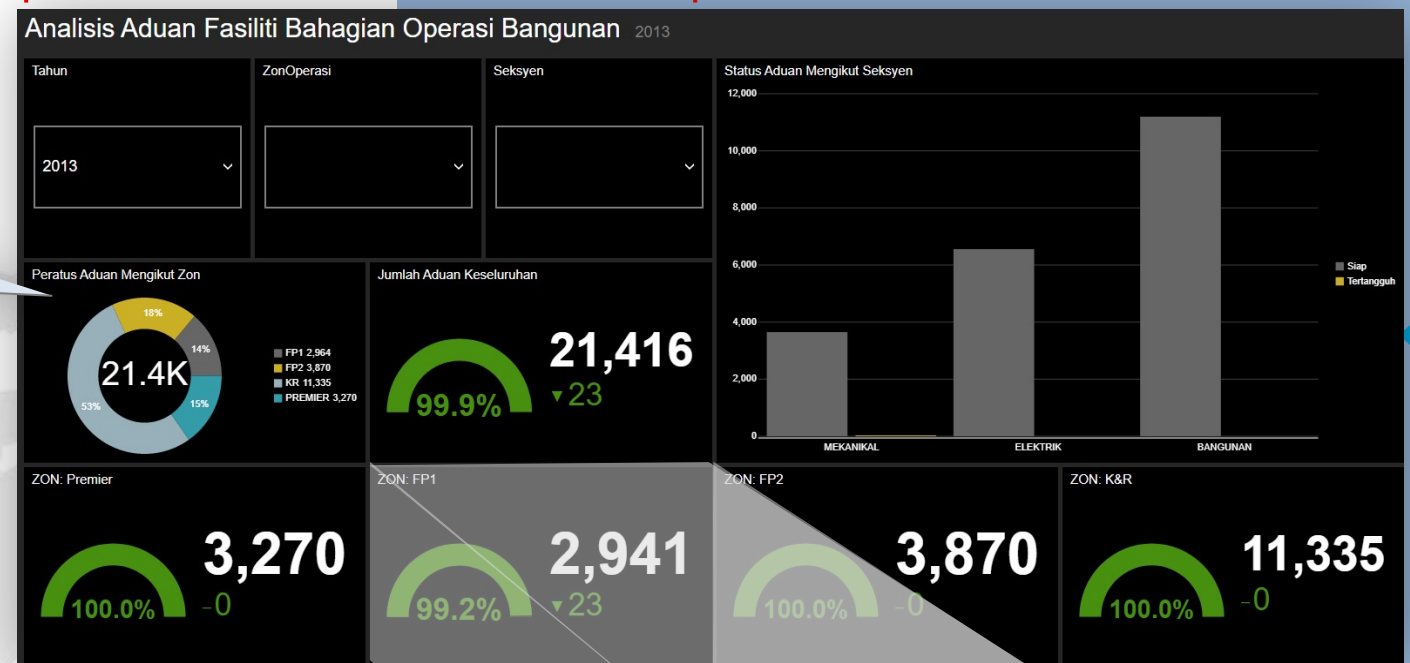 Analisis Aduan Fasiliti Bahagian Operasi Bangunan 2013
Tahun
2013
ZonOperasi
Seksyen
Status Aduan Mengikut Seksyen
12,000
10,000
8,000
6,000
4,000
2,000
0
MEKANIKAL
ELEKTRIK
BANGUNAN
Siap
Tertangguh
Peratus Aduan Mengikut Zon
18%
14%
21.4K
53%
15%
FP1 2,964
FP2 3,870
KR 11,335
PREMIER 3,270
Jumlah Aduan Keseluruhan
99.9%
21,416
▼23
ZON: Premier
100.0%
3,270
-0
ZON: FP1
99.2%
2,941
▼23
ZON: FP2
100.0%
3,870
-0
ZON: K&R
100.0%
11,335
-0